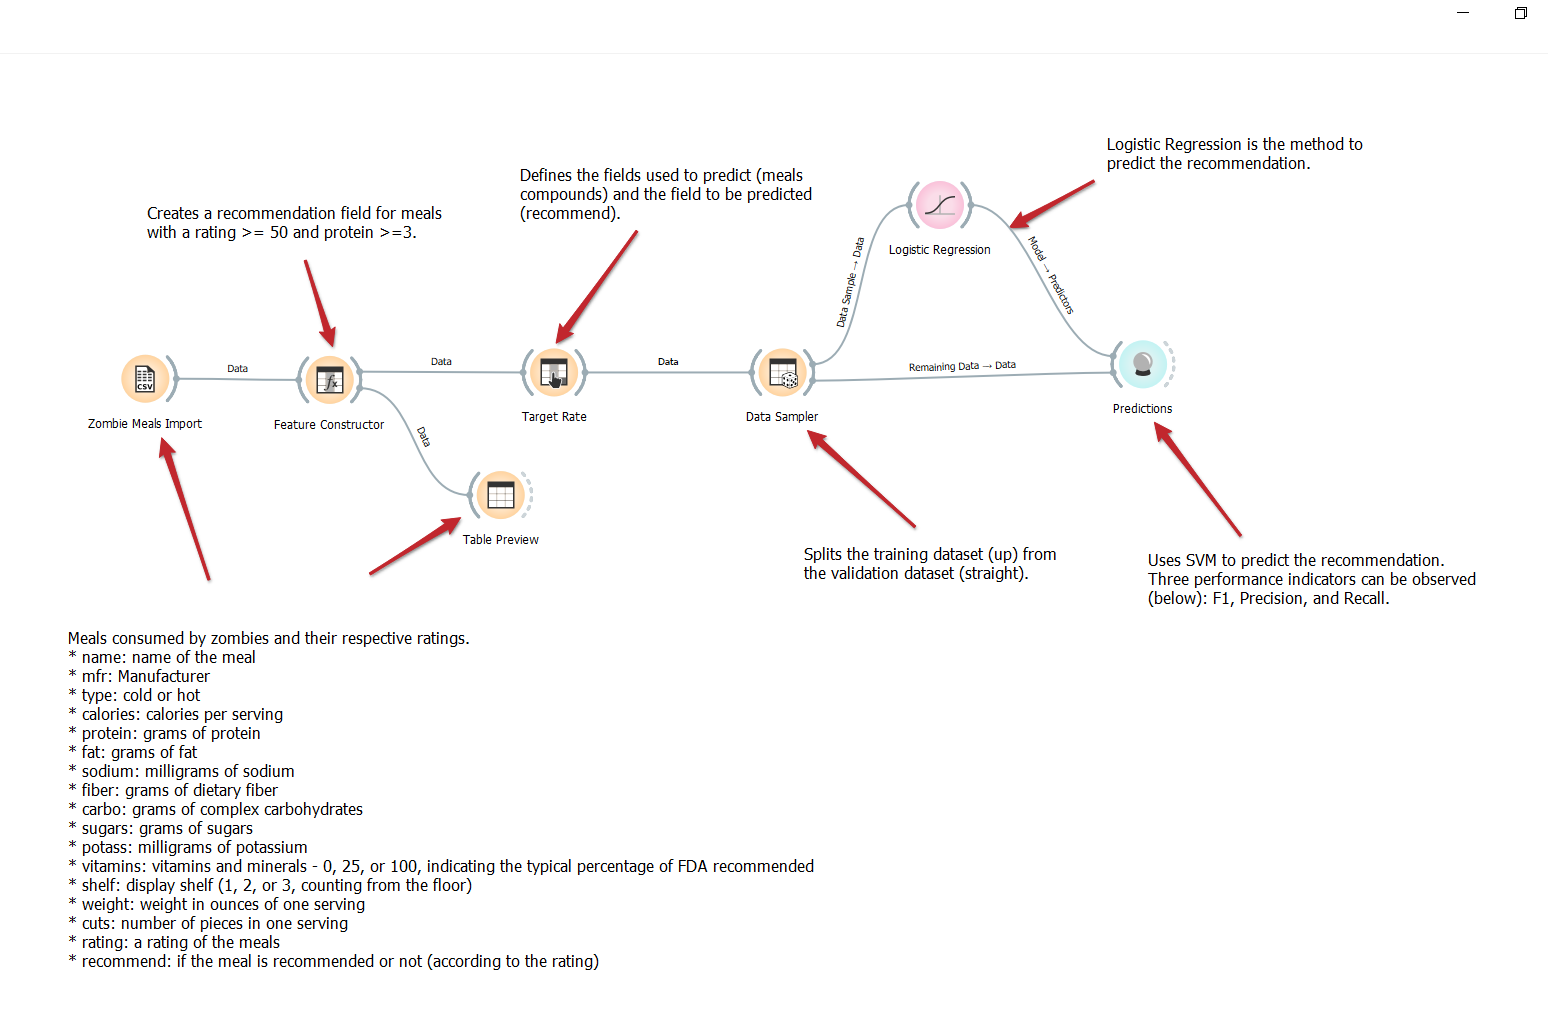 Logistic Regression is the method to
predict the recommendation.
Defines the fields used to predict (meals
compounds) and the field to be predicted
(recommend).
Creates a recommendation field for meals
with a rating >= 50 and protein >=3.
Logistic Regression
Data Sample → Data
Model → Predictors
Data
Data
Data
Remaining Data → Data
CSV
fx
Zombie Meals Import
Feature Constructor
Target Rate
Data Sampler
Predictions
Data
Table Preview
Splits the training dataset (up) from
the validation dataset (straight).
Uses SVM to predict the recommendation.
Three performance indicators can be observed
(below): F1, Precision, and Recall.
Meals consumed by zombies and their respective ratings.
* name: name of the meal
* mfr: Manufacturer
* type: cold or hot
* calories: calories per serving
* protein: grams of protein
* fat: grams of fat
* sodium: milligrams of sodium
* fiber: grams of dietary fiber
* carbo: grams of complex carbohydrates
* sugars: grams of sugars
* potass: milligrams of potassium
* vitamins: vitamins and minerals - 0, 25, or 100, indicating the typical percentage of FDA recommended
* shelf: display shelf (1, 2, or 3, counting from the floor)
* weight: weight in ounces of one serving
* cuts: number of pieces in one serving
* rating: a rating of the meals
* recommend: if the meal is recommended or not (according to the rating)